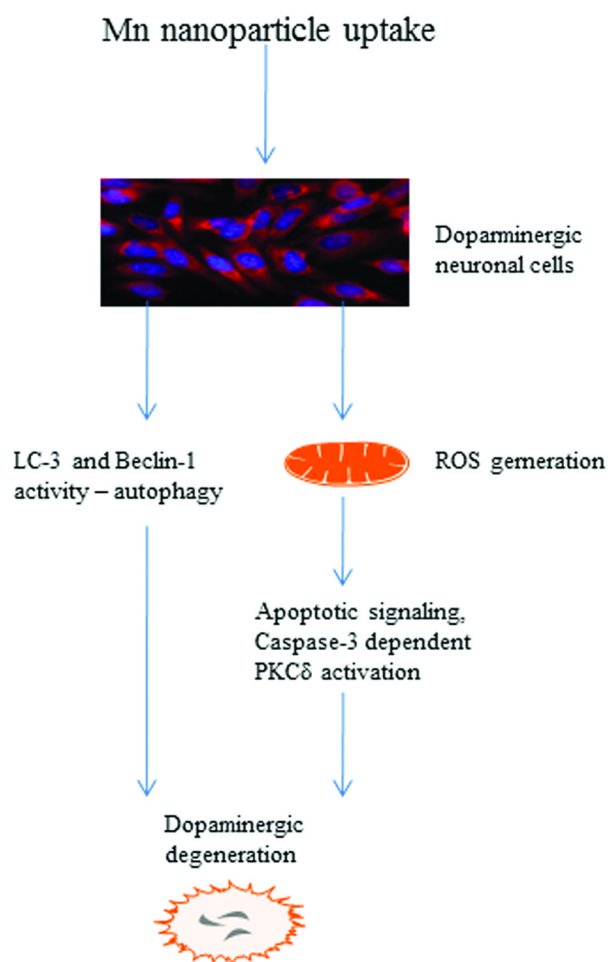 Mn nanoparticle uptake
Doparminergic
neuronal cells
LC-3 and Beclin-1
activity – autophagy
ROS gemeration
Apoptotic signaling,
Caspase-3 dependent
PKCδ activation
Dopaminergic
degeneration